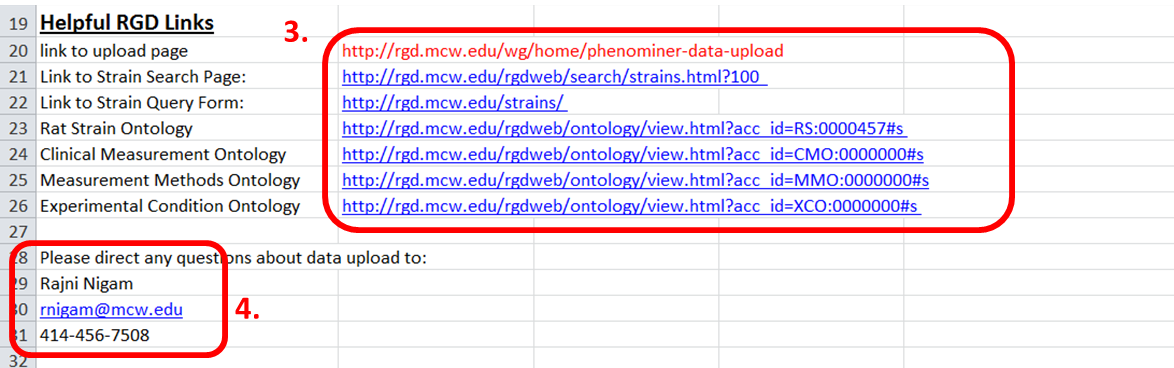 19 Helpful RGD Links
3.
20 link to upload page http://rgd.mcw.edu/wg/home/phenominer-data-upload
21 Link to Strain Search Page: http://rgd.mcw.edu/rgdweb/search/strains.html?100
22 Link to Strain Query Form: http://rgd.mcw.edu/strains/
23 Rat Strain Ontology http://rgd.mcw.edu/rgdweb/ontology/view.html?acc_id=RS:0000457#s
24 Clinical Measurement Ontology http://rgd.mcw.edu/rgdweb/ontology/view.html?acc_id=CMO:0000000#s
25 Measurement Methods Ontology http://rgd.mcw.edu/rgdweb/ontology/view.html?acc_id=MMO:0000000#s
26 Experimental Condition Ontology http://rgd.mcw.edu/rgdweb/ontology/view.html?acc_id=XCO:0000000#s
27
28 Please direct any questions about data upload to:
29 Rajni Nigam
30 rnigam@mcw.edu
4.
31 414-456-7508
32